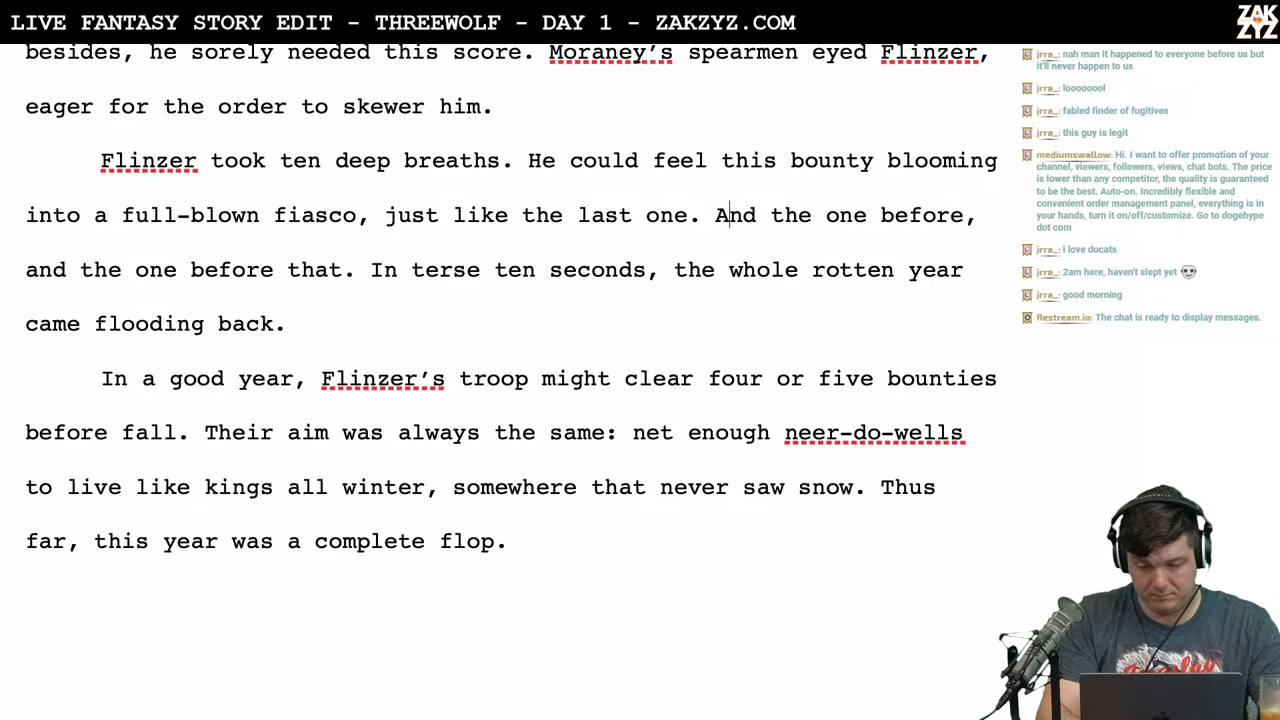 LIVE FANTASY STORY EDIT - THREEWOLF - DAY 1 - ZAKZYZ.COM
ZAK
ZYZ
besides, he sorely needed this score. Moraney’s spearmen eyed Flinzer,
eager for the order to skewer him.
Flinzer took ten deep breaths. He could feel this bounty blooming
into a full-blown fiasco, just like the last one. And the one before,
and the one before that. In terse ten seconds, the whole rotten year
came flooding back.
In a good year, Flinzer’s troop might clear four or five bounties
before fall. Their aim was always the same: net enough neer-do-wells
to live like kings all winter, somewhere that never saw snow. Thus
far, this year was a complete flop.
jrra_: nah man it happened to everyone before us but
it'll never happen to us
jrra_: looooool
jrra_: fabled finder of fugitives
jrra_: this guy is legit
mediumswallow: Hi. I want to offer promotion of your
channel, viewers, followers, views, chat bots. The price
is lower than any competitor, the quality is guaranteed
to be the best. Auto-on. Incredibly flexible and
convenient order management panel, everything is in
your hands, turn it on/off/customize. Go to dogehype
dot com
jrra_: i love ducats
jrra_: 2am here, haven't slept yet
jrra_: good morning
Restream.io: The chat is ready to display messages.